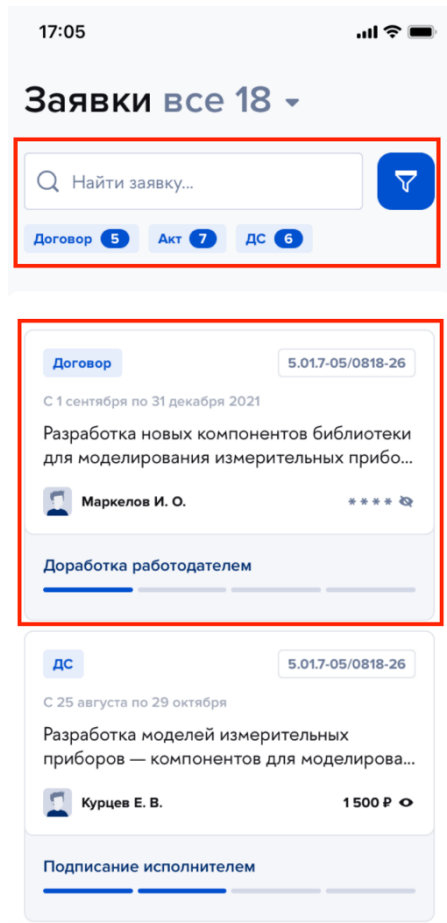 17:05
Заявки все 18
Найти заявку...
Договор 5 Акт 7 ДС 6
Договор 5.01.7-05/0818-26
С 1 сентября по 31 декабря 2021
Разработка новых компонентов библиотеки
для моделирования измерительных прибо...
Маркелов И. О. ****
Доработка работодателем
ДС 5.01.7-05/0818-26
С 25 августа по 29 октября
Разработка моделей измерительных
приборов — компонентов для моделирова...
Курцев Е. В. 1 500 ₽
Подписание исполнителем